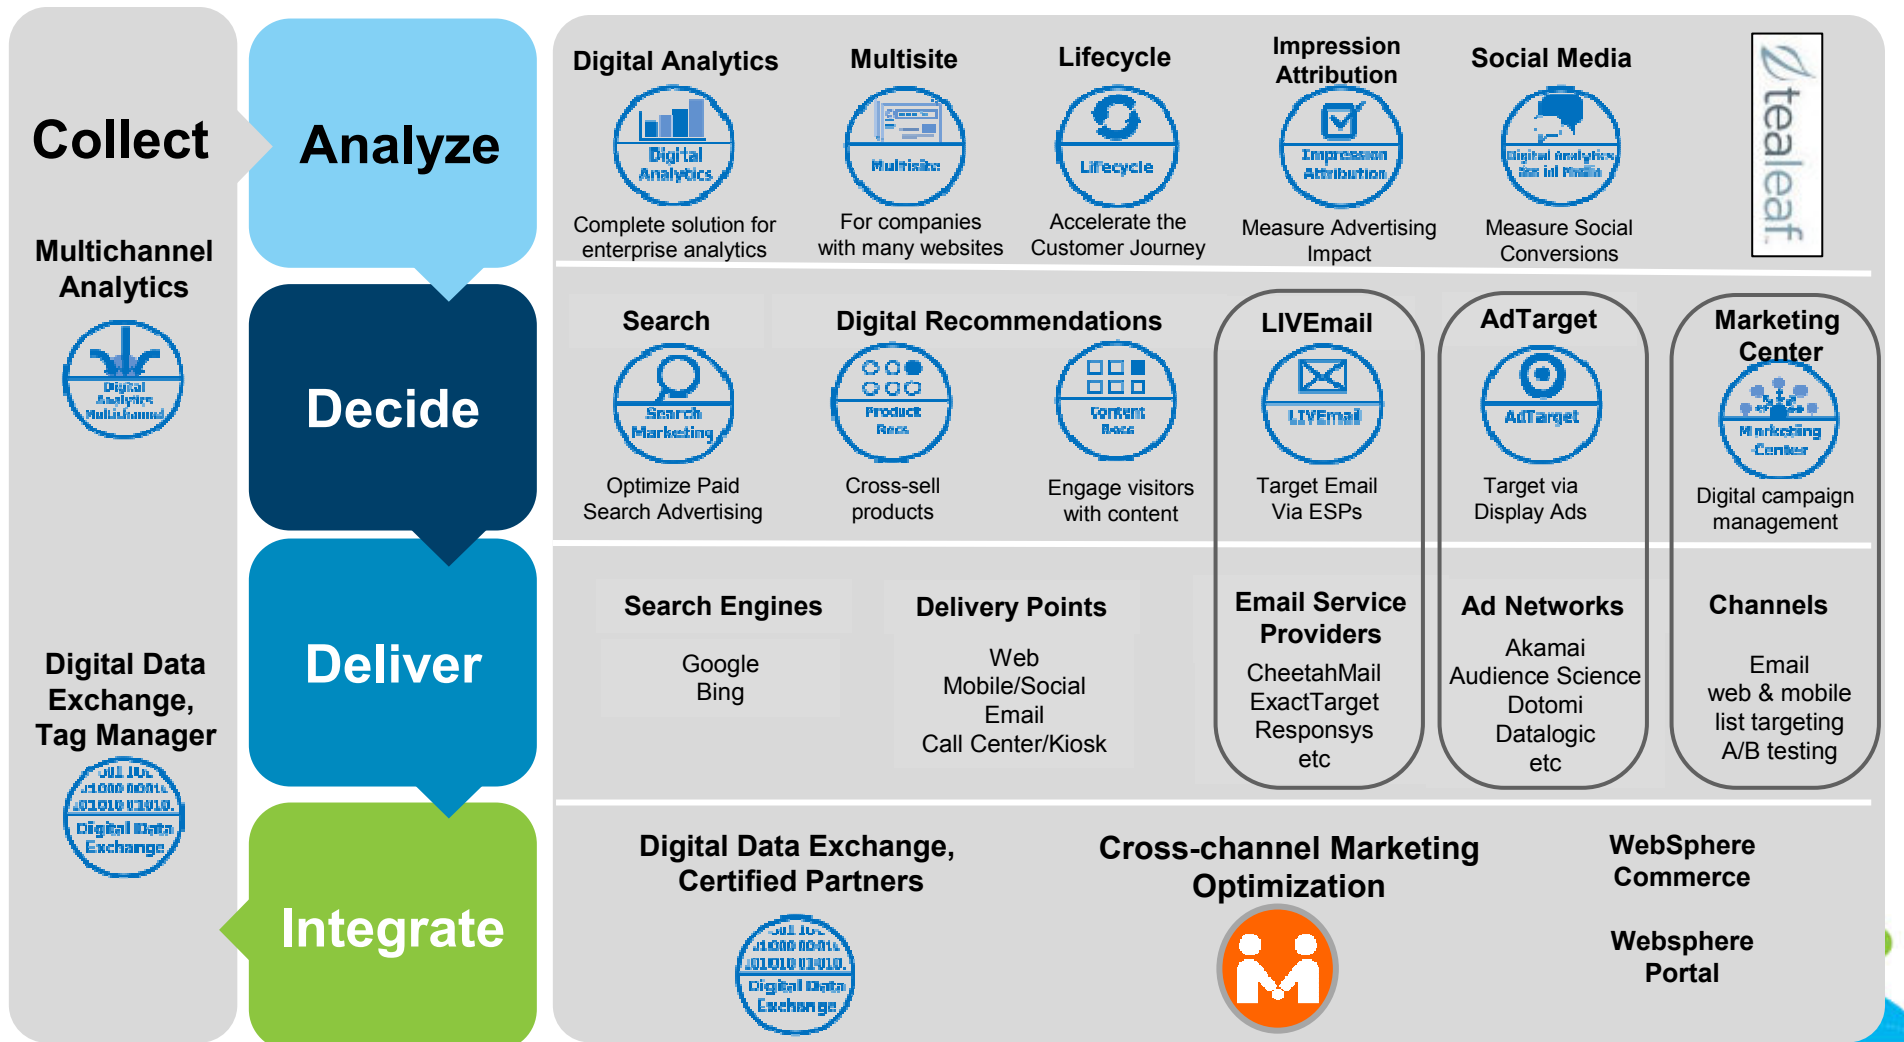 Collect
Multichannel
Analytics
Digital
Analytics
Multichannel
Digital Data
Exchange,
Tag Manager
Digital Data
Exchange
Analyze
Decide
Deliver
Integrate
Digital Analytics
Digital
Analytics
Complete solution for
enterprise analytics
Multisite
Multisite
For companies
with many websites
Lifecycle
Lifecycle
Accelerate the
Customer Journey
Impression
Attribution
Impression
Attribution
Measure Advertising
Impact
Social Media
Digital Analytics
Social Media
Measure Social
Conversions
tealeaf
Search
Search
Marketing
Optimize Paid
Search Advertising
Digital Recommendations
Product
Recs
Cross-sell
products
Content
Recs
Engage visitors
with content
LIVEmail
LIVEmail
Target Email
Via ESPs
AdTarget
AdTarget
Target via
Display Ads
Marketing
Center
Marketing
Center
Digital campaign
management
Search Engines
Google
Bing
Delivery Points
Web
Mobile/Social
Email
Call Center/Kiosk
Email Service
Providers
CheetahMail
ExactTarget
Responsys
etc
Ad Networks
Akamai
Audience Science
Dotomi
Datalogic
etc
Channels
Email
web & mobile
list targeting
A/B testing
Digital Data Exchange,
Certified Partners
Digital Data
Exchange
Cross-channel Marketing
Optimization
WebSphere
Commerce
Websphere
Portal